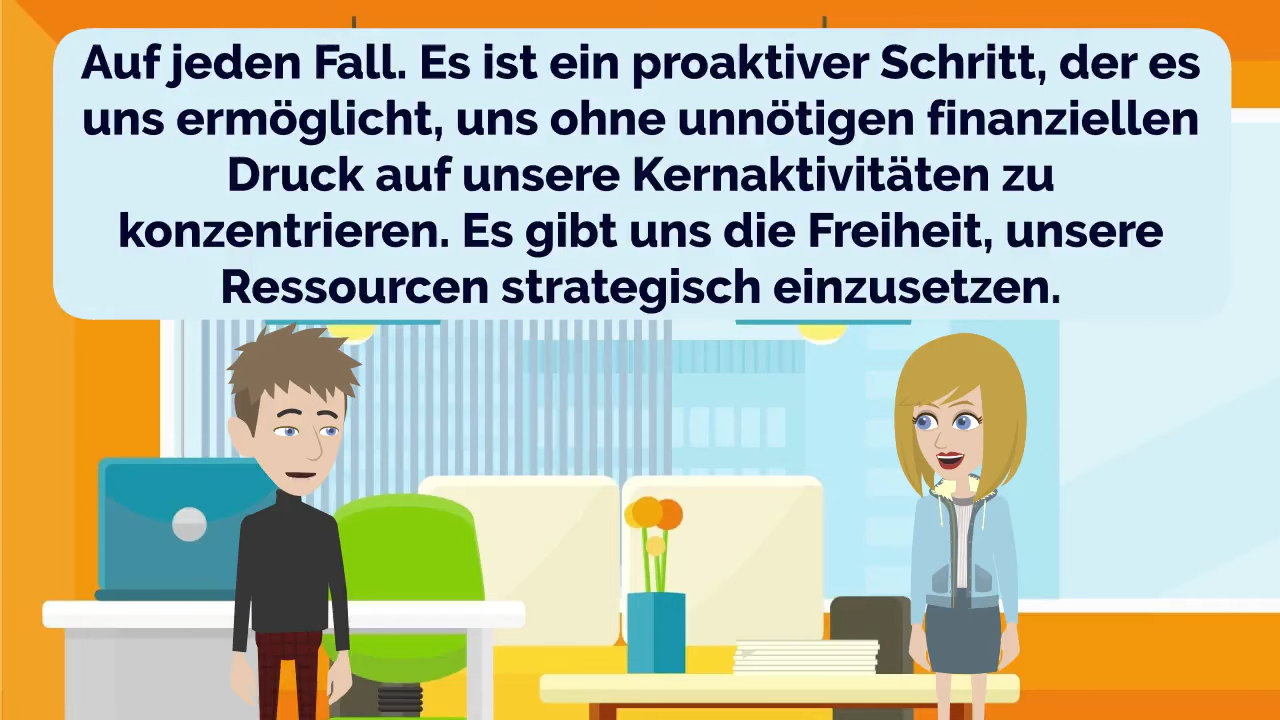 Auf jeden Fall. Es ist ein proaktiver Schritt, der es
uns ermöglicht, uns ohne unnötigen finanziellen
Druck auf unsere Kernaktivitäten zu
konzentrieren. Es gibt uns die Freiheit, unsere
Ressourcen strategisch einzusetzen.